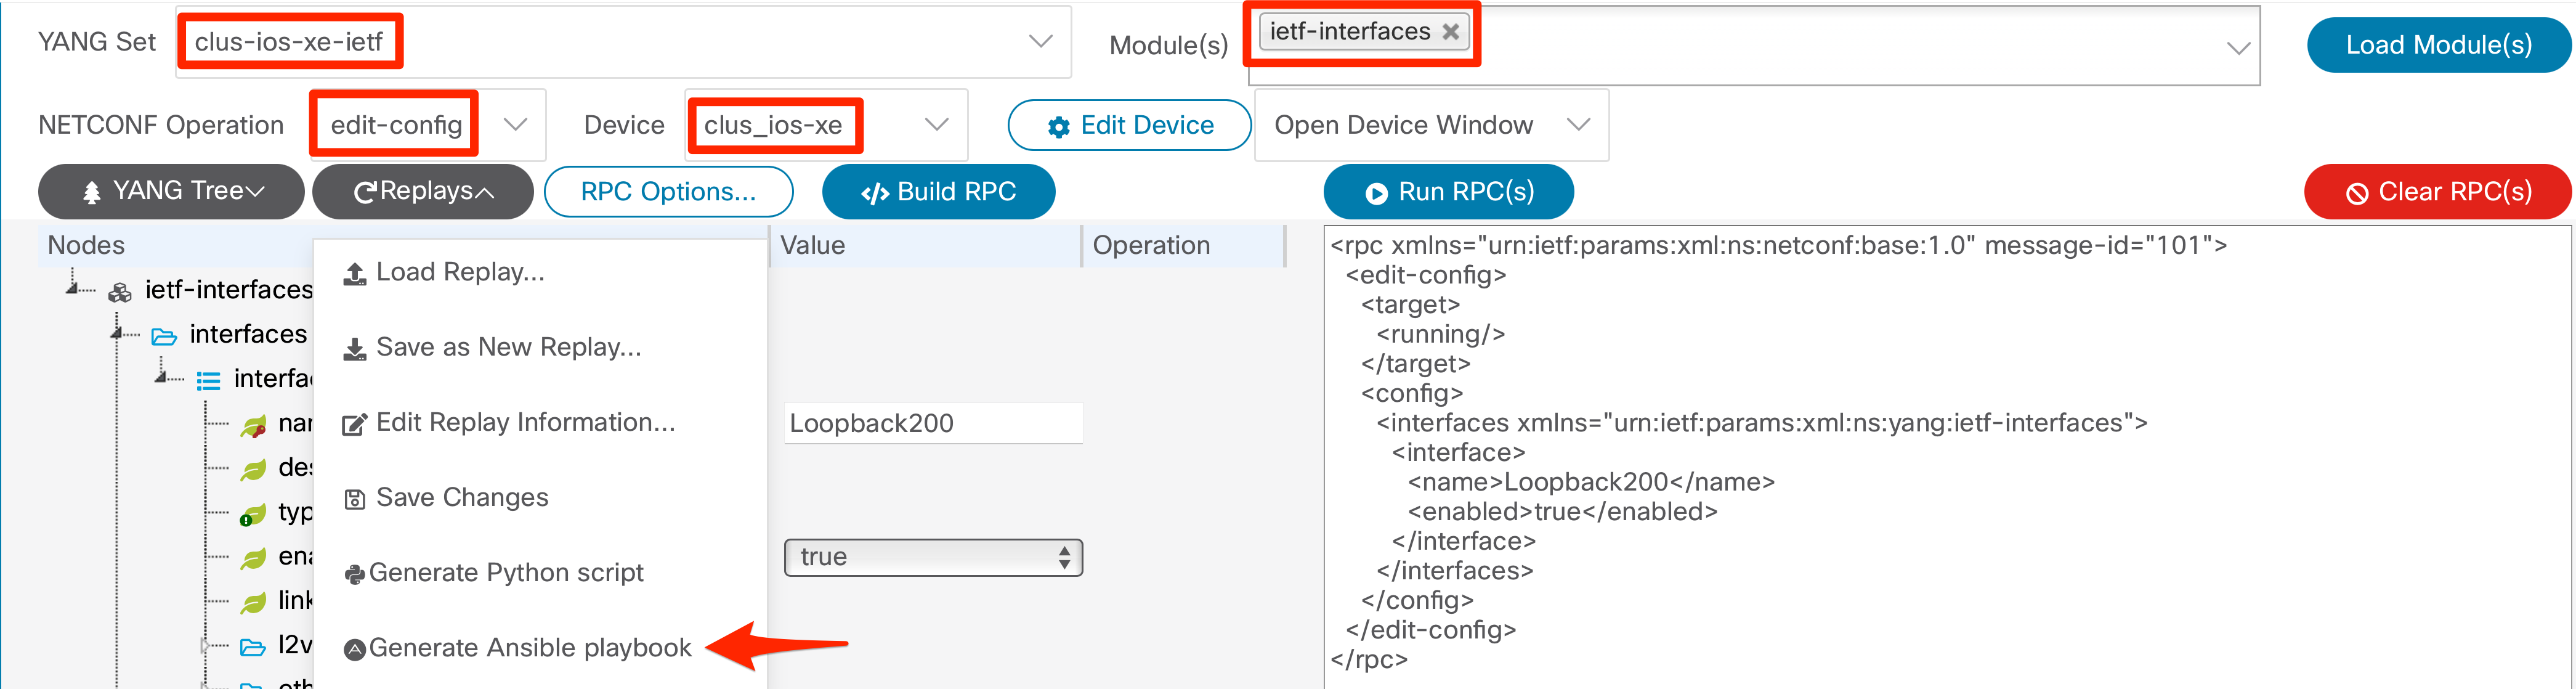 YANG Set
clus-ios-xe-ietf
Module(s)
ietf-interfaces
Load Module(s)
NETCONF Operation
edit-config
Device
clus_ios-xe
Edit Device
Open Device Window
YANG Tree
Replays
RPC Options...
</> Build RPC
Run RPC(s)
Clear RPC(s)
Nodes
Value
Operation
ietf-interfaces
interfaces
interfac
nar
Loopback200
des
typ
ena
true
link
l2v
eth
Load Replay...
Save as New Replay...
Edit Replay Information...
Save Changes
Generate Python script
Generate Ansible playbook
<rpc xmlns="urn:ietf:params:xml:ns:netconf:base:1.0" message-id="101">
<edit-config>
<target>
<running/>
</target>
<config>
<interfaces xmlns="urn:ietf:params:xml:ns:yang:ietf-interfaces">
<interface>
<name>Loopback200</name>
<enabled>true</enabled>
</interface>
</interfaces>
</config>
</edit-config>
</rpc>